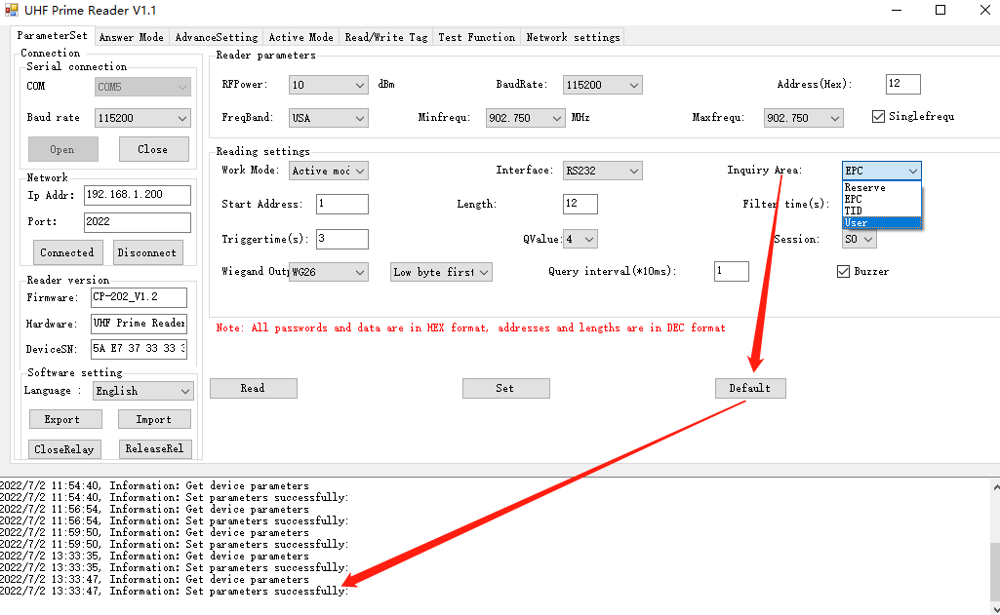 UHF Prime Reader V1.1
ParameterSet Answer Mode AdvanceSetting Active Mode Read/Write Tag Test Function Network settings
Connection
Serial connection
COM COM5
Baud rate 115200
Open Close
Network
Ip Addr: 192.168.1.200
Port: 2022
Connected Disconnect
Reader version
Firmware: CP-202_V1.2
Hardware: UHF Prime Reader
DeviceSN: 5A E7 37 33 33
Software setting
Language : English
Export Import
CloseRelay ReleaseRel
Reader parameters
RFPower: 10 dBm BaudRate: 115200 Address(Hex): 12
FreqBand: USA Minfrequ: 902.750 MHz Maxfrequ: 902.750 Singlefrequ
Reading settings
Work Mode: Active mod Interface: RS232 Inquiry Area: EPC
Reserve
EPC
TID
User
Start Address: 1 Length: 12 Filter time(s):
Triggertime(s): 3 QValue: 4 Session: S0
Wiegand Outp WG26 Low byte first Query interval(*10ms): 1 Buzzer
Note: All passwords and data are in HEX format, addresses and lengths are in DEC format
Read Set Default
2022/7/2 11:54:40, Information: Get device parameters
2022/7/2 11:54:40, Information: Set parameters successfully:
2022/7/2 11:56:54, Information: Get device parameters
2022/7/2 11:56:54, Information: Set parameters successfully:
2022/7/2 11:59:50, Information: Get device parameters
2022/7/2 11:59:50, Information: Set parameters successfully:
2022/7/2 13:33:35, Information: Get device parameters
2022/7/2 13:33:35, Information: Set parameters successfully:
2022/7/2 13:33:47, Information: Get device parameters
2022/7/2 13:33:47, Information: Set parameters successfully: